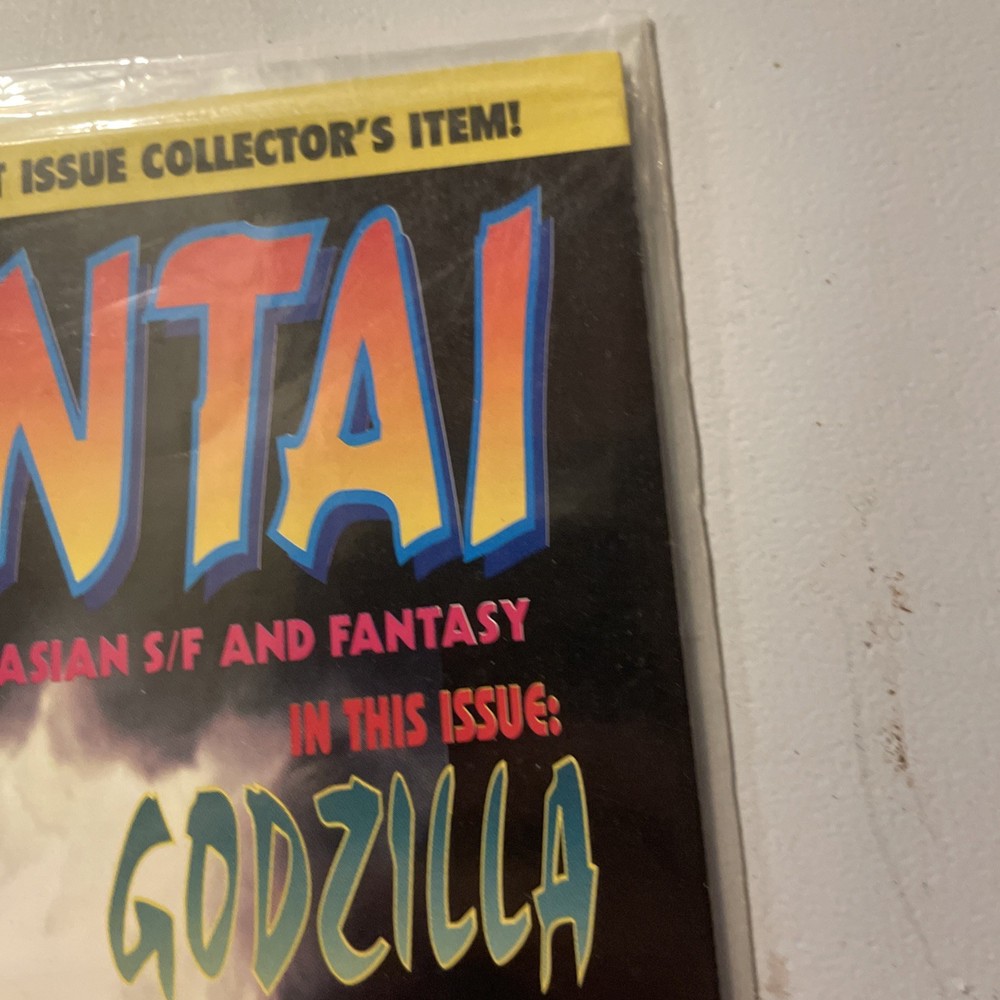 T ISSUE COLLECTOR'S ITEM!
NTAI
ASIAN S/F AND FANTASY
IN THIS ISSUE:
GODZILLA